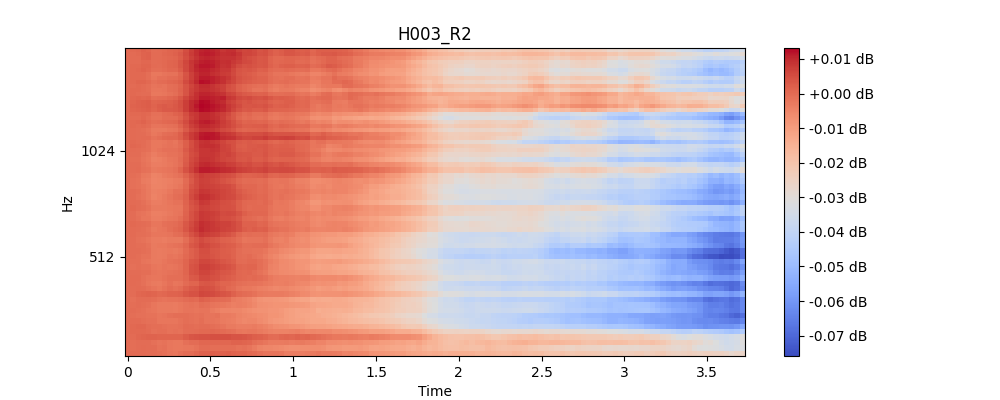 H003_R2
+0.01 dB
+0.00 dB
-0.01 dB
-0.02 dB
-0.03 dB
-0.04 dB
-0.05 dB
-0.06 dB
-0.07 dB
1024
512
Hz
0 0.5 1 1.5 2 2.5 3 3.5
Time